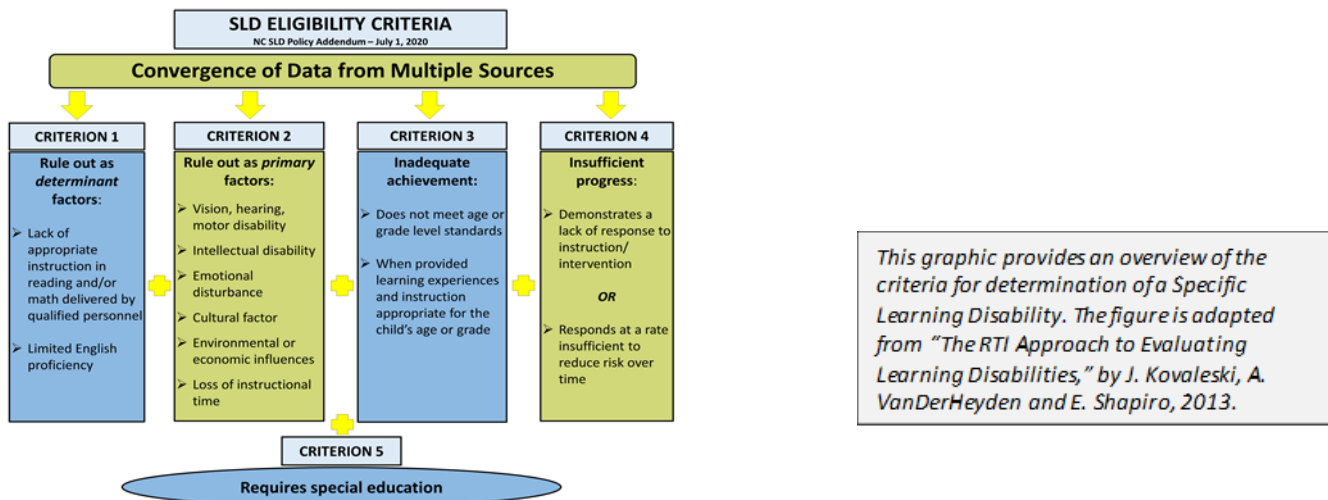 SLD ELIGIBILITY CRITERIA
NC SLD Policy Addendum – July 1, 2020
Convergence of Data from Multiple Sources
CRITERION 1
Rule out as
determinant
factors:
➢ Lack of
appropriate
instruction in
reading and/or
math delivered by
qualified personnel
➢ Limited English
proficiency
CRITERION 2
Rule out as primary
factors:
➢ Vision, hearing,
motor disability
➢ Intellectual disability
➢ Emotional
disturbance
➢ Cultural factor
➢ Environmental or
economic influences
➢ Loss of instructional
time
CRITERION 3
Inadequate
achievement:
➢ Does not meet age or
grade level standards
➢ When provided
learning experiences
and instruction
appropriate for the
child's age or grade
CRITERION 4
Insufficient
progress:
➢ Demonstrates a
lack of response to
instruction/
intervention
OR
➢ Responds at a rate
insufficient to
reduce risk over
time
CRITERION 5
Requires special education
This graphic provides an overview of the
criteria for determination of a Specific
Learning Disability. The figure is adapted
from “The RTI Approach to Evaluating
Learning Disabilities,” by J. Kovaleski, A.
VanDerHeyden and E. Shapiro, 2013.